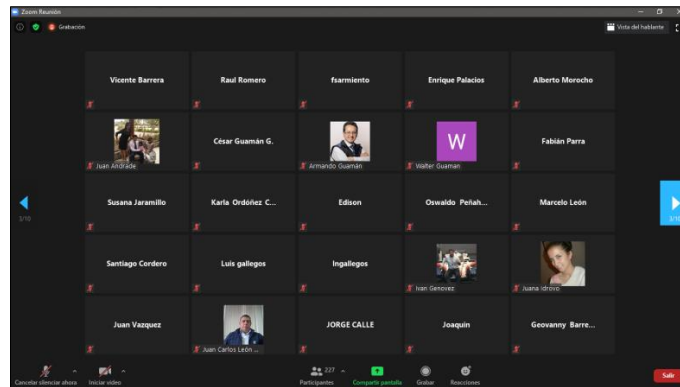 Zoom Reunión
Grabación
Vista del hablante
Vicente Barrera
Raul Romero
fsarmiento
Enrique Palacios
Alberto Morocho
Juan Andrade
César Guamán G.
Armando Guamán
W
Walter Guaman
Fabián Parra
3/10
3/10
Susana Jaramillo
Karla Ordóñez C...
Edison
Oswaldo Peñah...
Marcelo León
Santiago Cordero
Luis gallegos
lngallegos
Ivan Genovez
Juana Idrovo
Juan Vazquez
Juan Carlos León ...
JORGE CALLE
Joaquin
Geovanny Barre...
Cancelar silenciar ahora
Iniciar video
227
Participantes
Compartir pantalla
Grabar
Reacciones
Salir